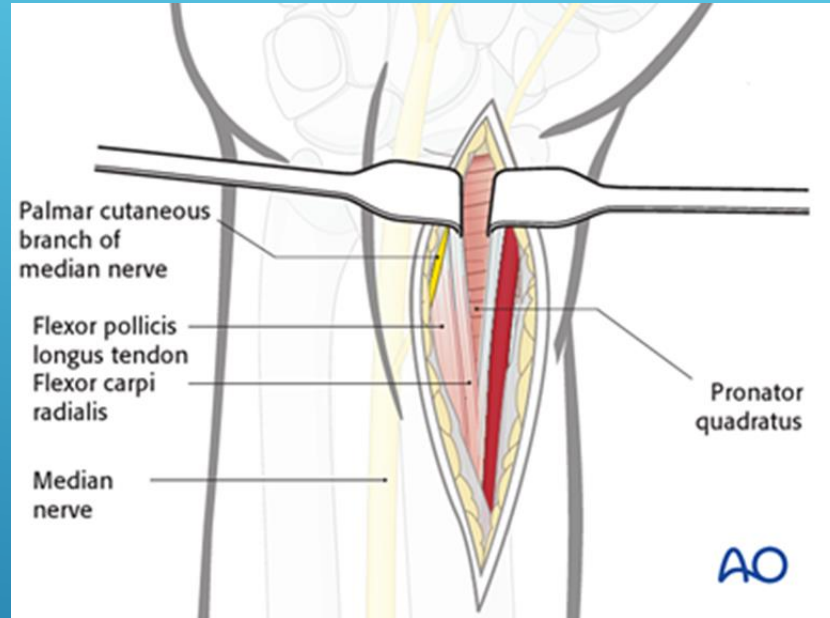 Palmar cutaneous
branch of
median nerve
Flexor pollicis
longus tendon
Flexor carpi
radialis
Median
nerve
Pronator
quadratus
AO